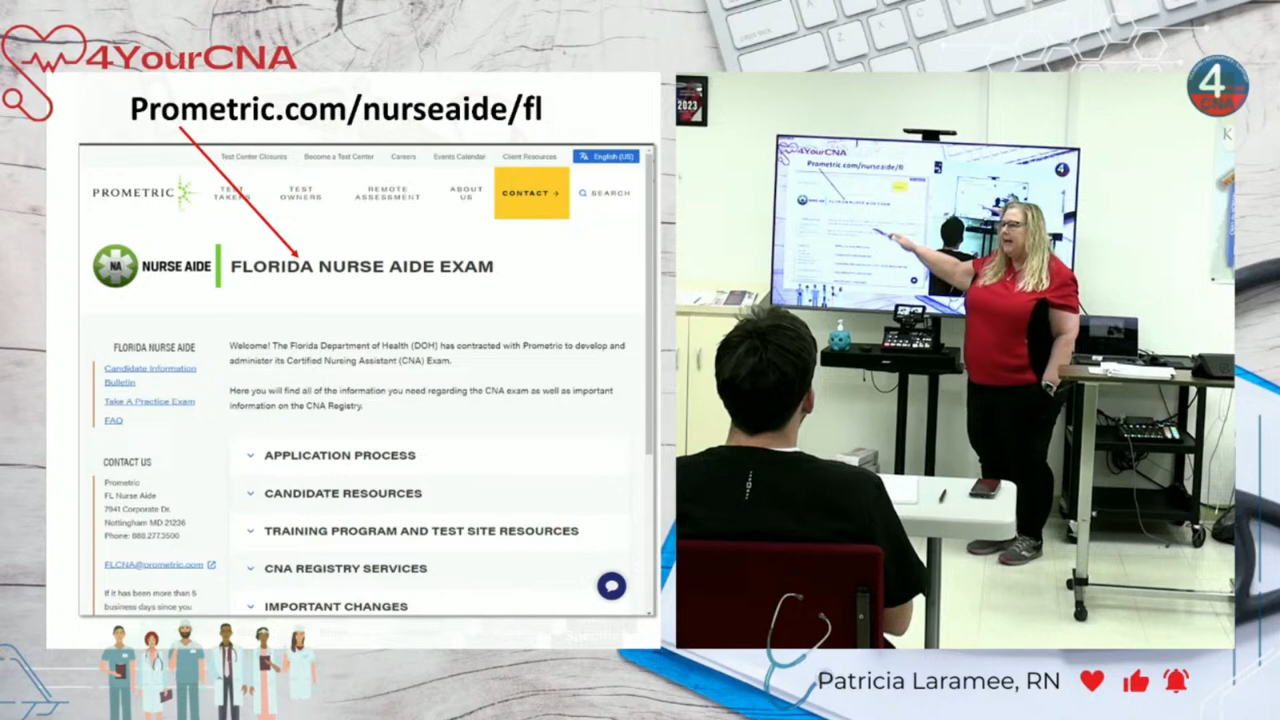 4YourCNA
Prometric.com/nurseaide/fl
Test Center Closures Become a Test Center Careers Events Calendar Client Resources English (US)
PROMETRIC
TEST TAKERS
TEST OWNERS
REMOTE ASSESSMENT
ABOUT US
CONTACT →
SEARCH
NA
NURSE AIDE
FLORIDA NURSE AIDE EXAM
FLORIDA NURSE AIDE
Candidate Information
Bulletin
Take A Practice Exam
FAQ
CONTACT US
Prometric
FL Nurse Aide
7941 Corporate Dr.
Nottingham MD 21236
Phone: 888.277.3500
FLCNA@prometric.com
If it has been more than 5
business days since you
Welcome! The Florida Department of Health (DOH) has contracted with Prometric to develop and
administer its Certified Nursing Assistant (CNA) Exam.
Here you will find all of the information you need regarding the CNA exam as well as important
information on the CNA Registry.
APPLICATION PROCESS
CANDIDATE RESOURCES
TRAINING PROGRAM AND TEST SITE RESOURCES
CNA REGISTRY SERVICES
IMPORTANT CHANGES
2023
4YourCNA
Prometric.com/nurseaide/fl
4
4
CNA
K
Patricia Laramee, RN